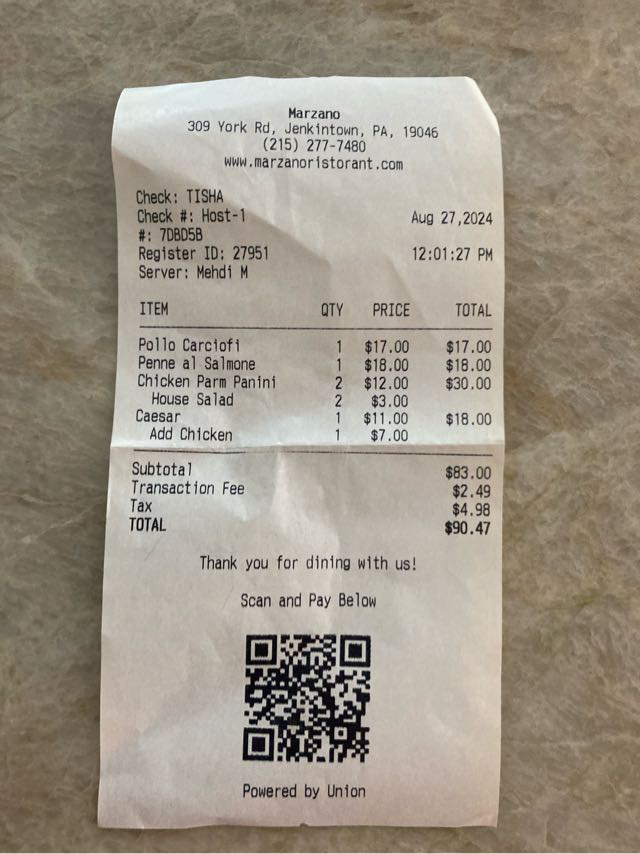 Marzano
309 York Rd, Jenkintown, PA, 19046
(215) 277-7480
www.marzanoristorant.com
Check: TISHA
Check #: Host-1 Aug 27,2024
#: 7DBD5B
Register ID: 27951 12:01:27 PM
Server: Mehdi M
ITEM QTY PRICE TOTAL
Pollo Carciofi 1 $17.00 $17.00
Penne al Salmone 1 $18.00 $18.00
Chicken Parm Panini 2 $12.00 $30.00
House Salad 2 $3.00
Caesar 1 $11.00 $18.00
Add Chicken 1 $7.00
Subtotal $83.00
Transaction Fee $2.49
Tax $4.98
TOTAL $90.47
Thank you for dining with us!
Scan and Pay Below
Powered by Union